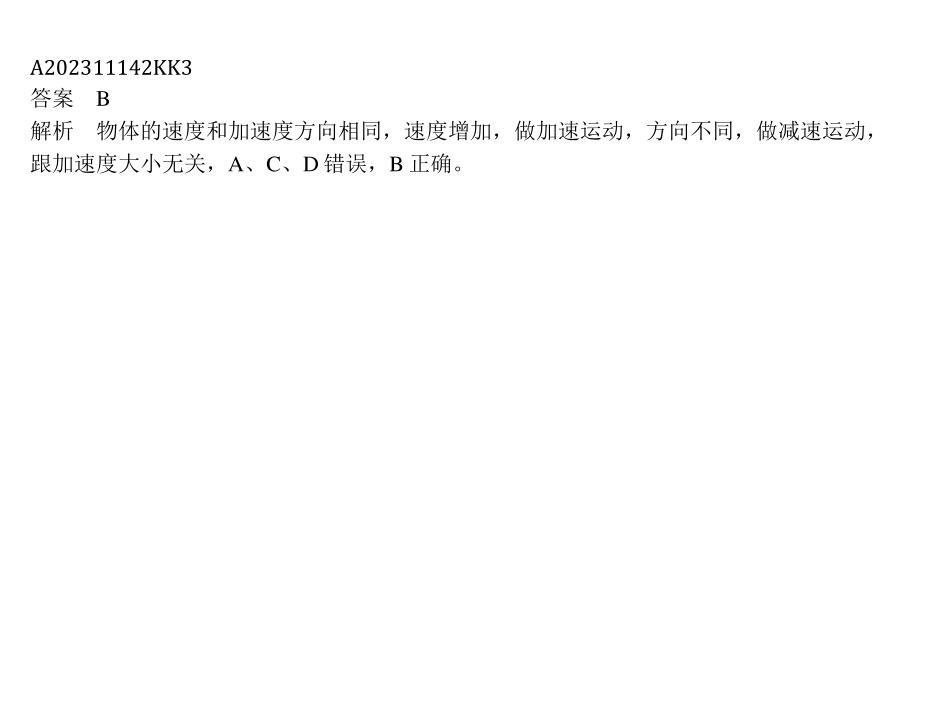 A202311142KK3
答案　B
解析　物体的速度和加速度方向相同，速度增加，做加速运动，方向不同，做减速运动，
跟加速度大小无关，A、C、D 错误，B 正确。